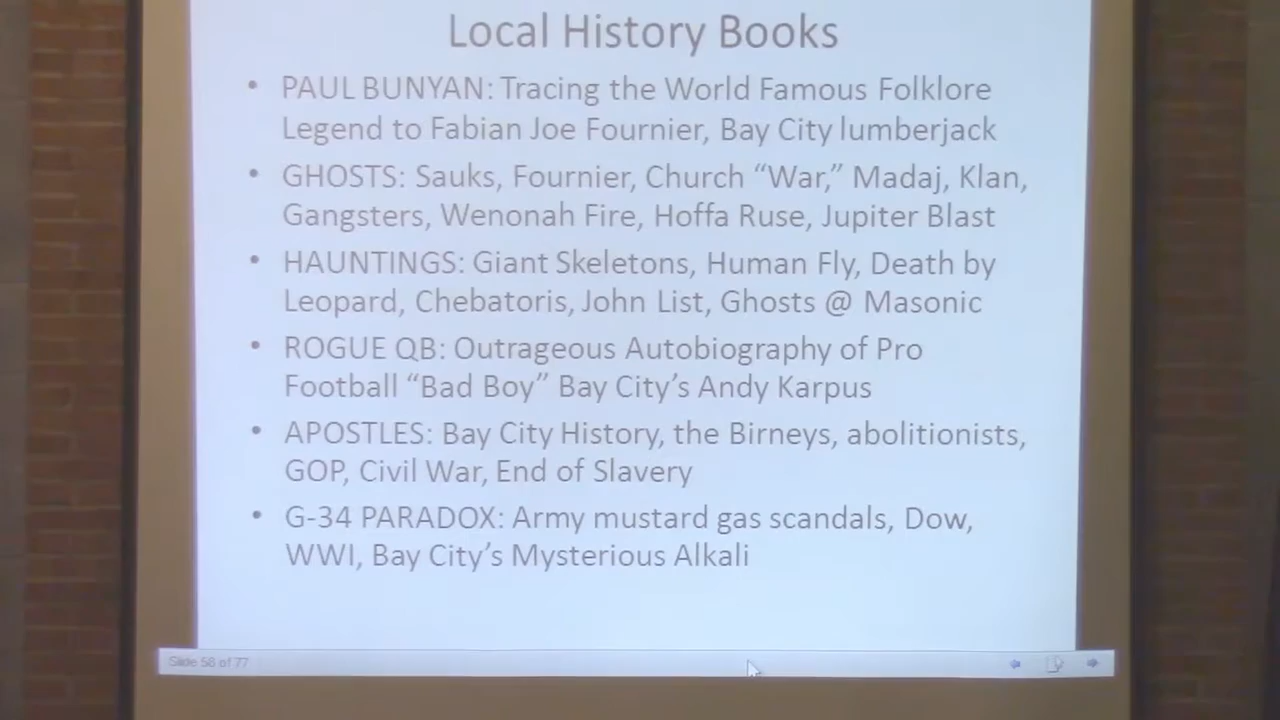 Local History Books
• PAUL BUNYAN: Tracing the World Famous Folklore
Legend to Fabian Joe Fournier, Bay City lumberjack
• GHOSTS: Sauks, Fournier, Church “War,” Madaj, Klan,
Gangsters, Wenonah Fire, Hoffa Ruse, Jupiter Blast
• HAUNTINGS: Giant Skeletons, Human Fly, Death by
Leopard, Chebatoris, John List, Ghosts @ Masonic
• ROGUE QB: Outrageous Autobiography of Pro
Football “Bad Boy” Bay City’s Andy Karpus
• APOSTLES: Bay City History, the Birneys, abolitionists,
GOP, Civil War, End of Slavery
• G-34 PARADOX: Army mustard gas scandals, Dow,
WWI, Bay City’s Mysterious Alkali
Slide 58 of 77